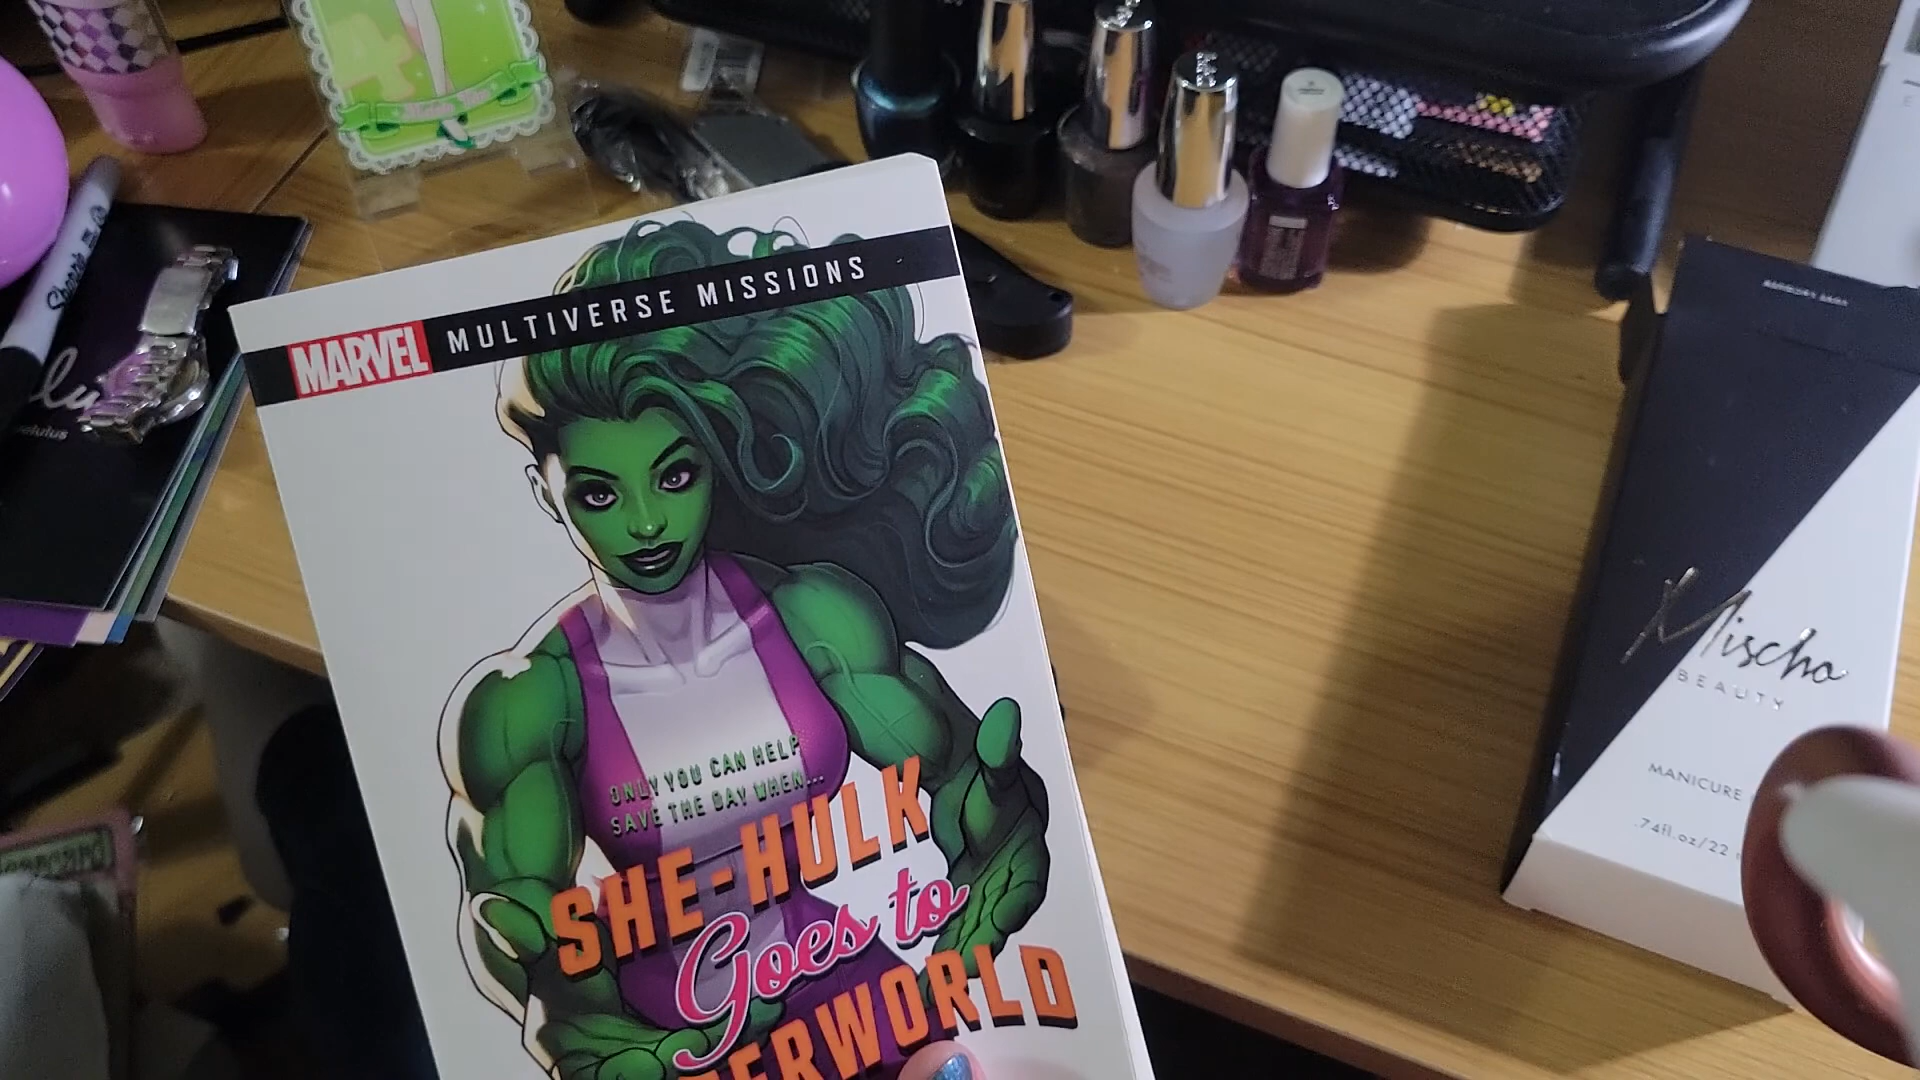 MARVEL MULTIVERSE MISSIONS
ONLY YOU CAN HELP
SAVE THE DAY WHEN...
SHE-HULK
Goes to
ERWORLD
Sharpie
Mischo
BEAUTY
MANICURE
.74fl.oz/22